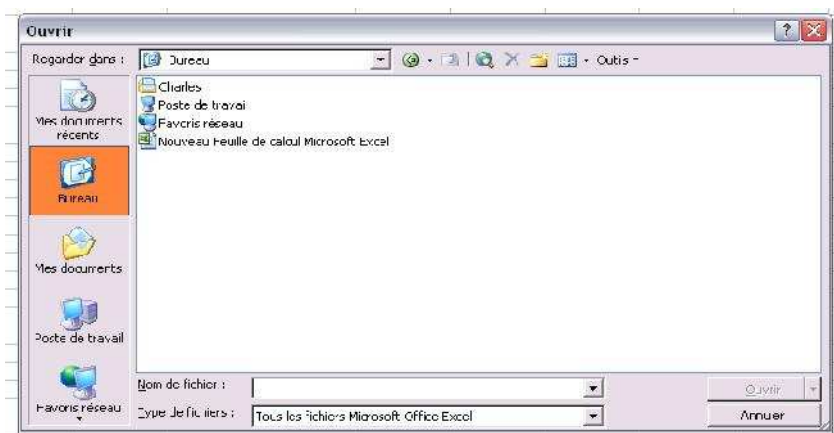 Ouvrir
Regarder dans :
Bureau
Outils
Mes documents récents
Bureau
Mes documents
Poste de travail
Favoris réseau
Charles
Poste de travail
Favoris réseau
Nouveau Feuille de calcul Microsoft Excel
Nom de fichier :
Ouvrir
Type de fichiers :
Tous les fichiers Microsoft Office Excel
Annuler